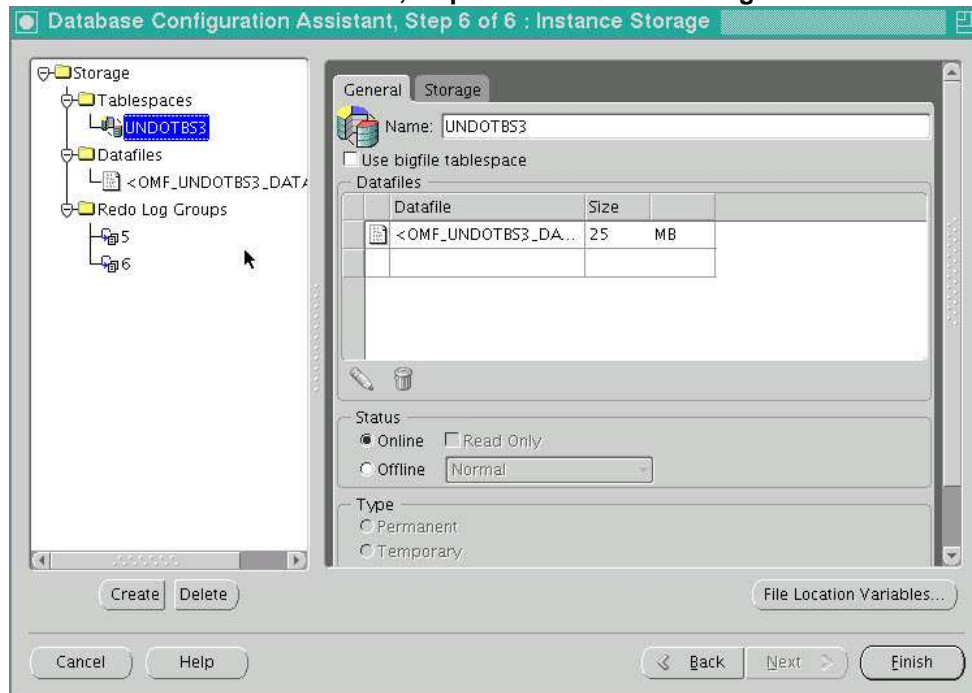 Database Configuration Assistant, Step 6 of 6 : Instance Storage
Storage
Tablespaces
UNDOTBS3
Datafiles
<OMF_UNDOTBS3_DATA
Redo Log Groups
5
6
Create
Delete
General
Storage
Name: UNDOTBS3
Use bigfile tablespace
Datafiles
Datafile Size
<OMF_UNDOTBS3_DA... 25 MB
Status
Online Read Only
Offline Normal
Type
Permanent
Temporary
File Location Variables...
Cancel
Help
Back
Next
Finish